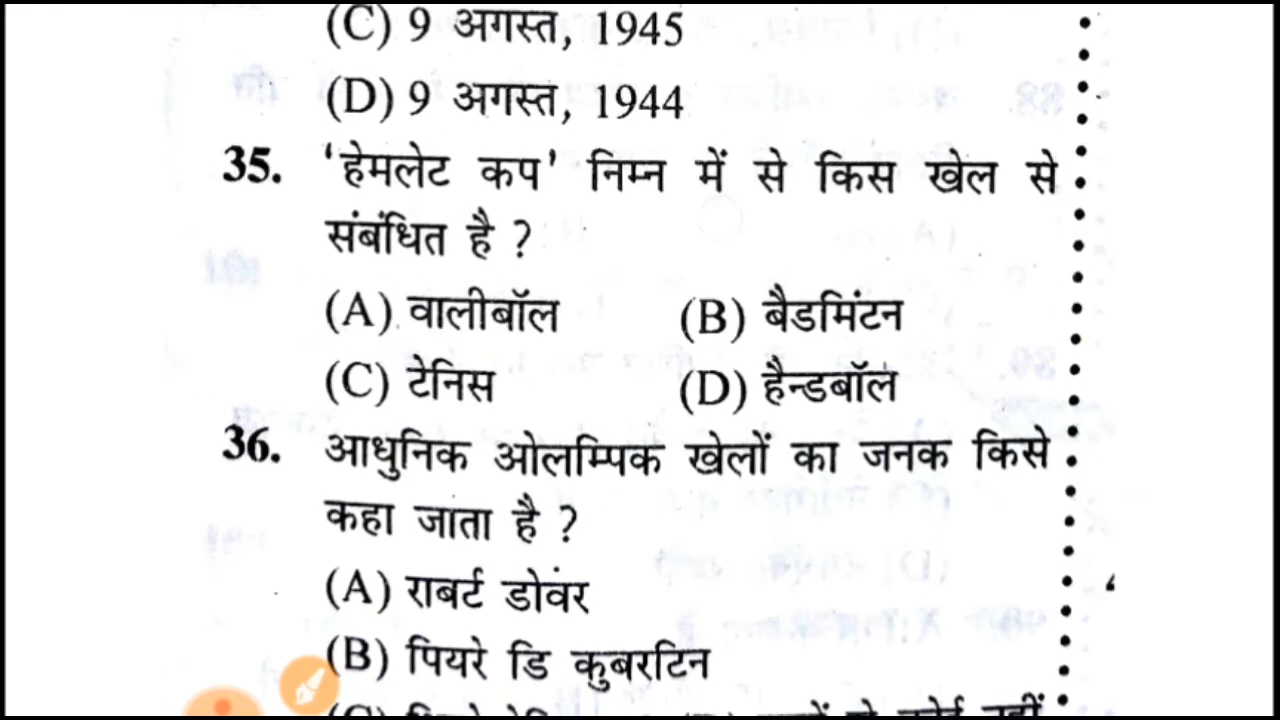 (C) 9 अगस्त, 1945
(D) 9 अगस्त, 1944
35. 'हेमलेट कप' निम्न में से किस खेल से
संबंधित है ?
(A) वालीबॉल (B) बैडमिंटन
(C) टेनिस (D) हैन्डबॉल
36. आधुनिक ओलम्पिक खेलों का जनक किसे
कहा जाता है ?
(A) राबर्ट डोवंर
(B) पियरे डि कुबरटिन